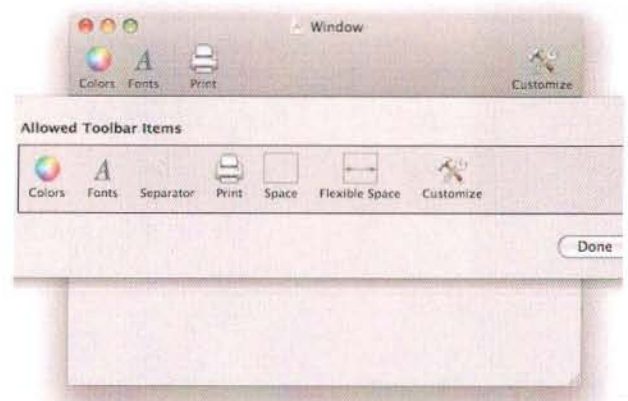 Window
Colors Fonts Print Customize
Allowed Toolbar Items
Colors Fonts Separator Print Space Flexible Space Customize
Done